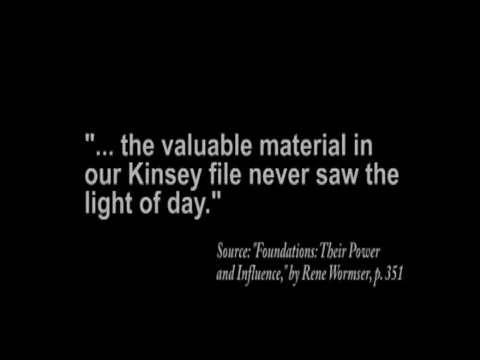 "... the valuable material in
our Kinsey file never saw the
light of day."
Source: "Foundations: Their Power
and Influence," by Rene Wormser, p. 351